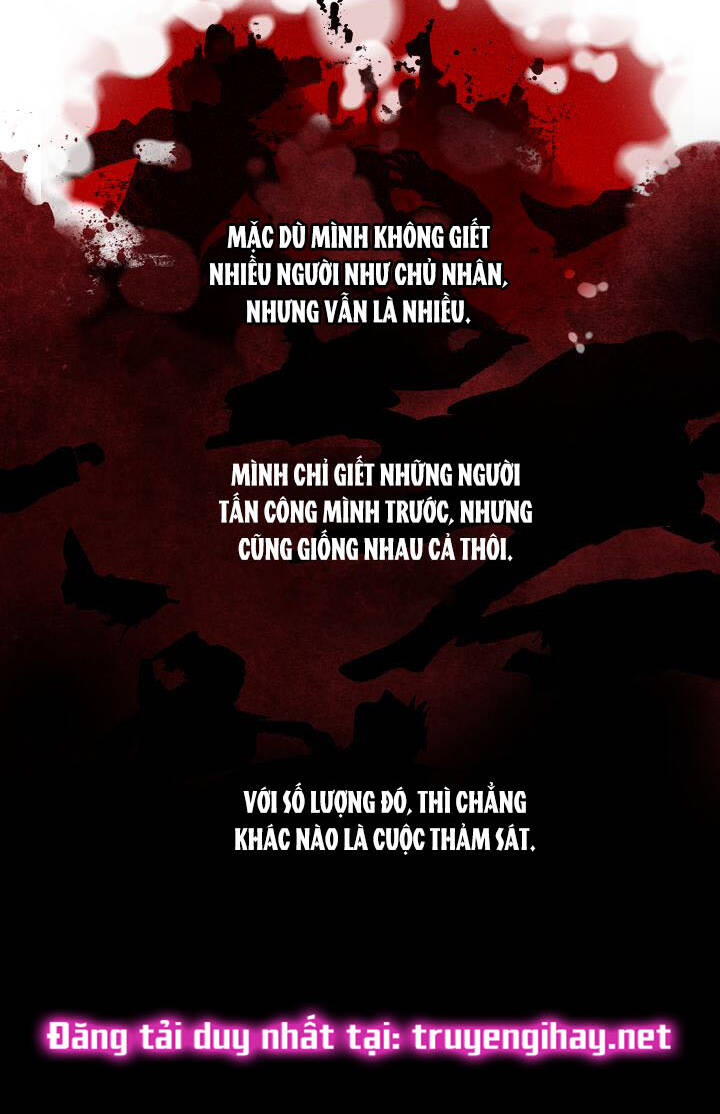 MẶC DÙ MÌNH KHÔNG GIẾT
NHIỀU NGƯỜI NHƯ CHỦ NHÂN,
NHƯNG VẪN LÀ NHIỀU.
MÌNH CHỈ GIẾT NHỮNG NGƯỜI
TẤN CÔNG MÌNH TRƯỚC, NHƯNG
CŨNG GIỐNG NHAU CẢ THÔI.
VỚI SỐ LƯỢNG ĐÓ, THÌ CHẲNG
KHÁC NÀO LÀ CUỘC THẢM SÁT.
Đăng tải duy nhất tại: truyengihay.net